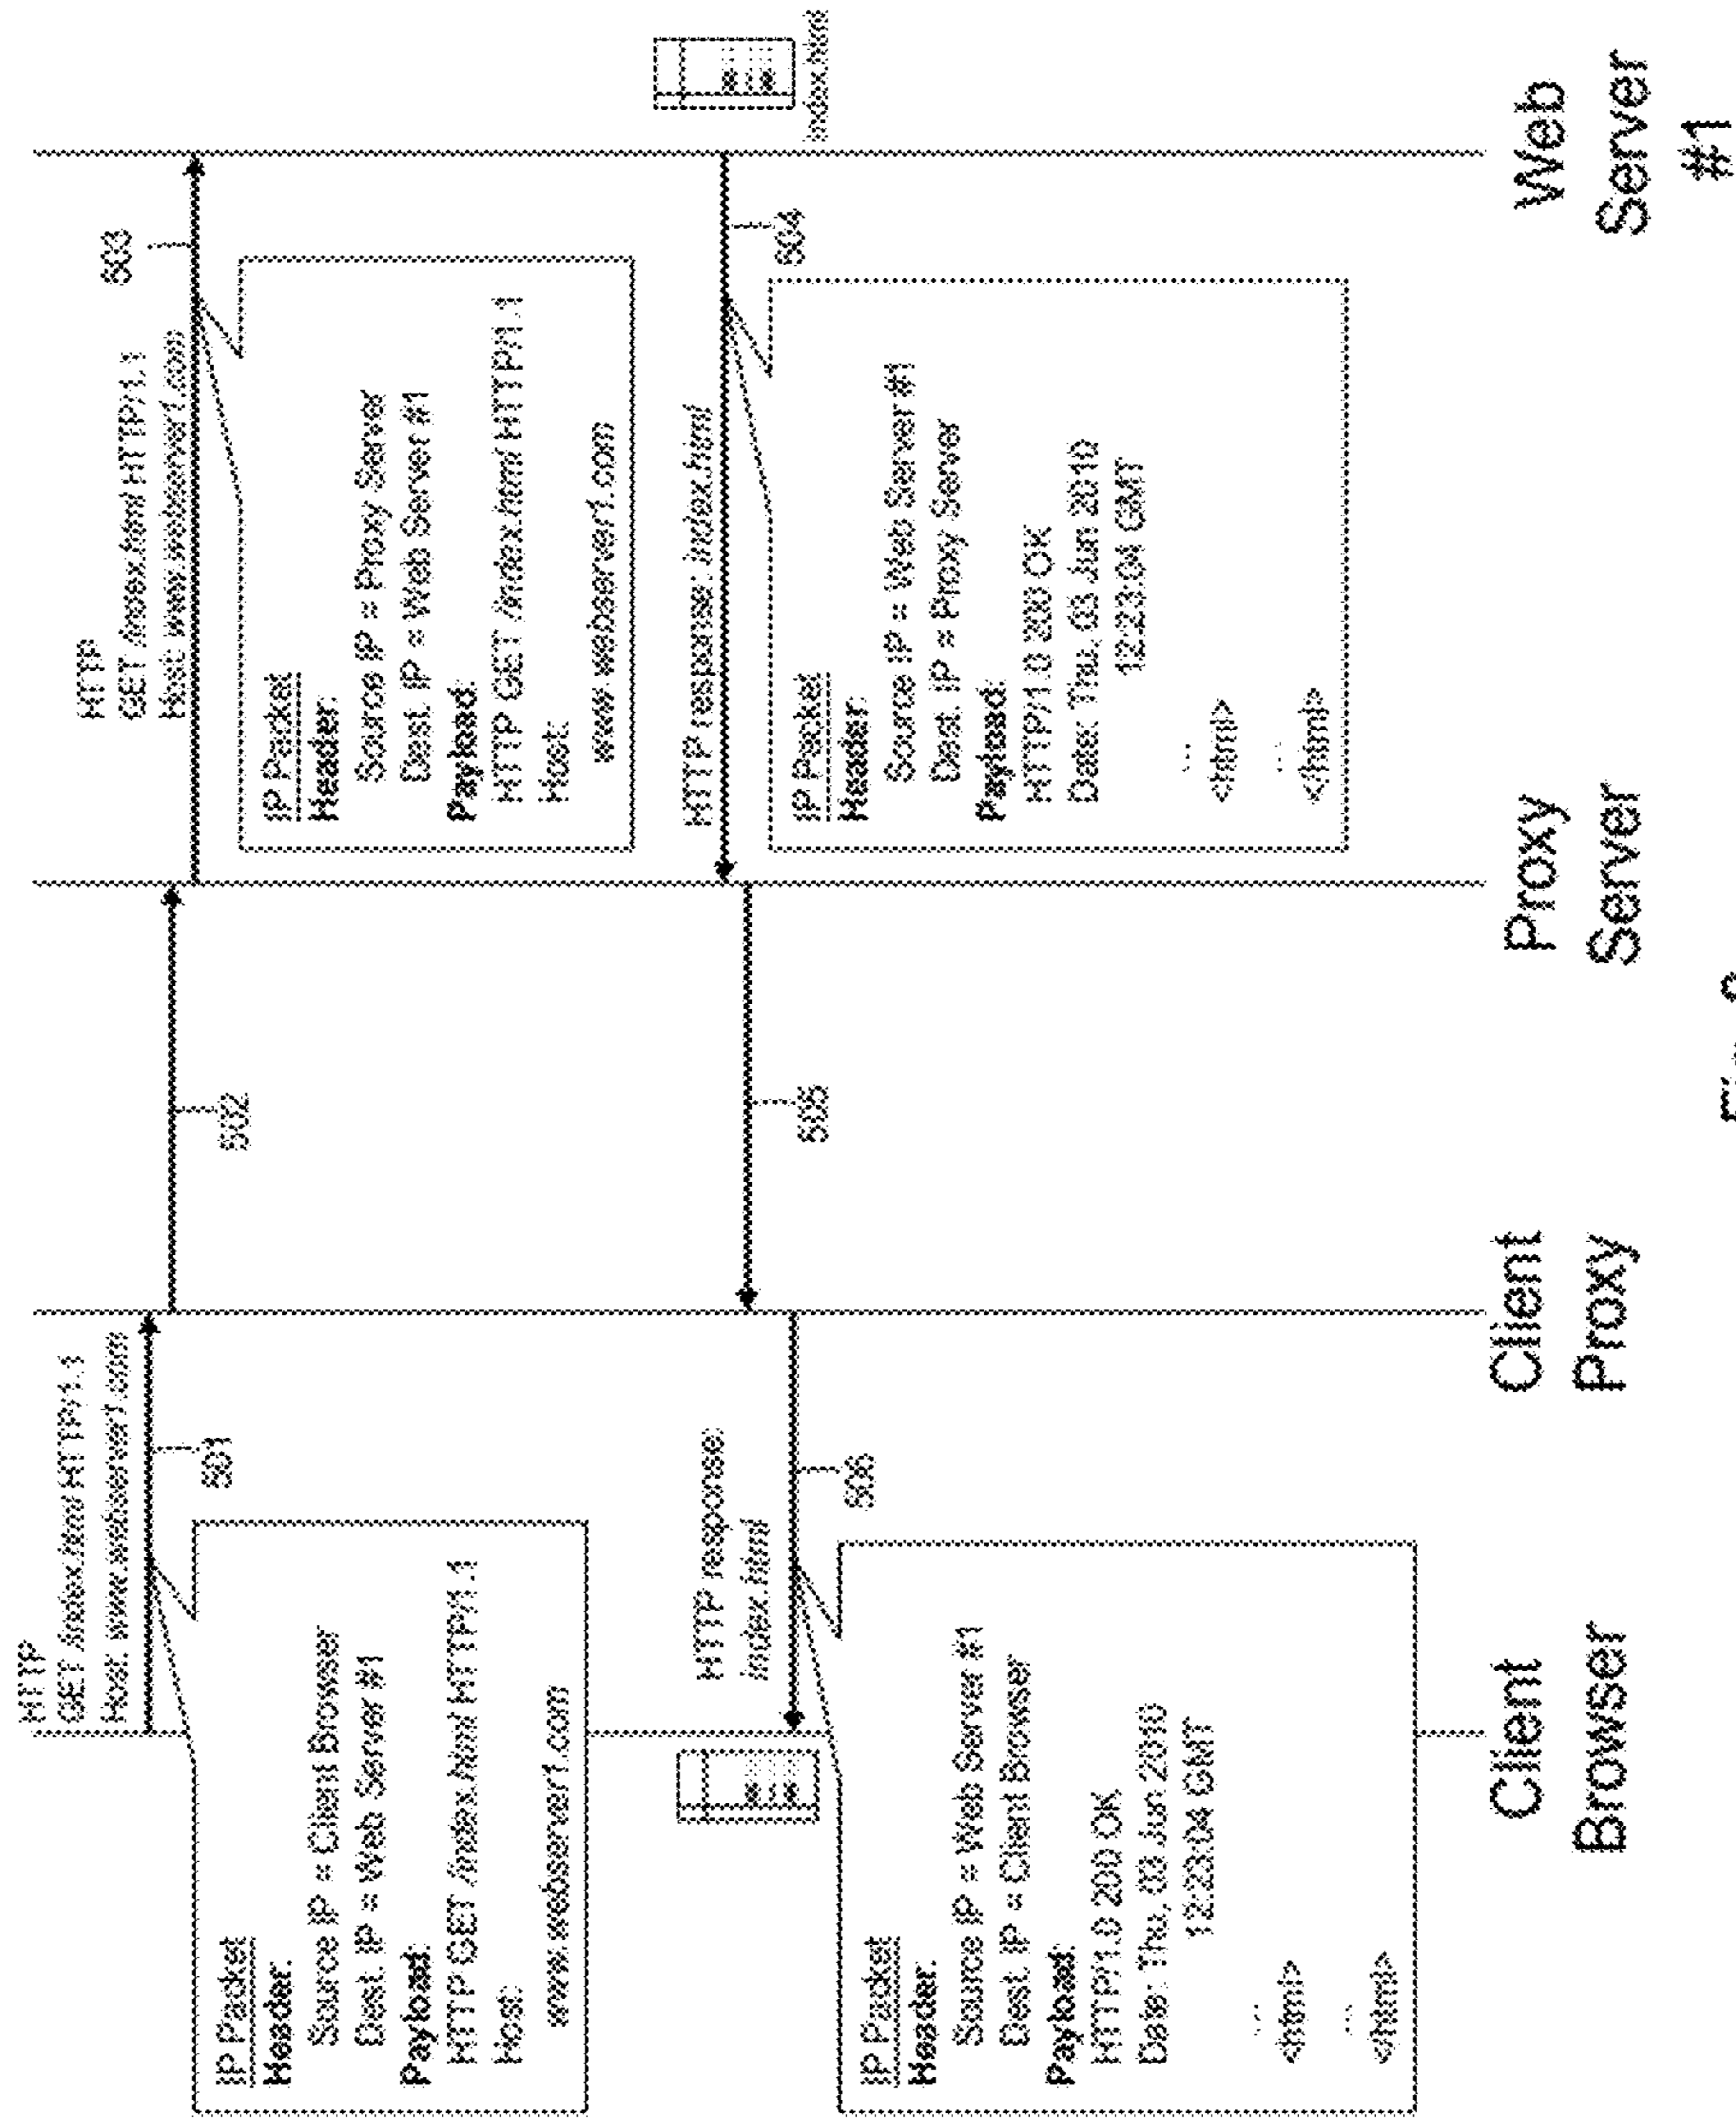 HTTP
GET /index.html HTTP/1.1
Host: www.webserver1.com
501
IP Packet
Header:
Source IP = Client Browser
Dest. IP = Web Server #1
Payload:
HTTP GET /index.html HTTP/1.1
Host:
www.webserver1.com
502
HTTP
GET /index.html HTTP/1.1
Host: www.webserver1.com
503
IP Packet
Header:
Source IP = Proxy Server
Dest. IP = Web Server #1
Payload:
HTTP GET /index.html HTTP/1.1
Host:
www.webserver1.com
index.html
HTTP response: index.html
504
IP Packet
Header:
Source IP = Web Server #1
Dest. IP = Proxy Server
Payload:
HTTP/1.0 200 OK
Date: Thu, 03 Jun 2010
12:23:04 GMT
...
<html>
...
</html>
505
HTTP response:
index.html
506
IP Packet
Header:
Source IP = Web Server #1
Dest. IP = Client Browser
Payload:
HTTP/1.0 200 OK
Date: Thu, 03 Jun 2010
12:23:04 GMT
...
<html>
...
</html>
Client
Browser
Client
Proxy
Proxy
Server
Web
Server
#1